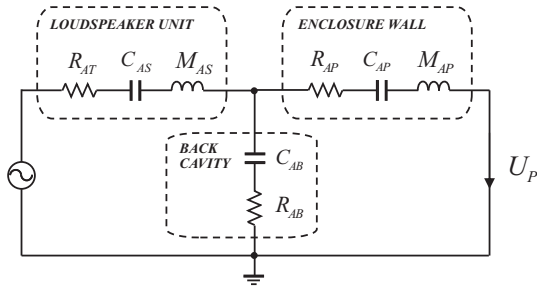 LOUDSPEAKER UNIT
ENCLOSURE WALL
R_AT C_AS M_AS
R_AP C_AP M_AP
BACK
CAVITY
C_AB
R_AB
U_P